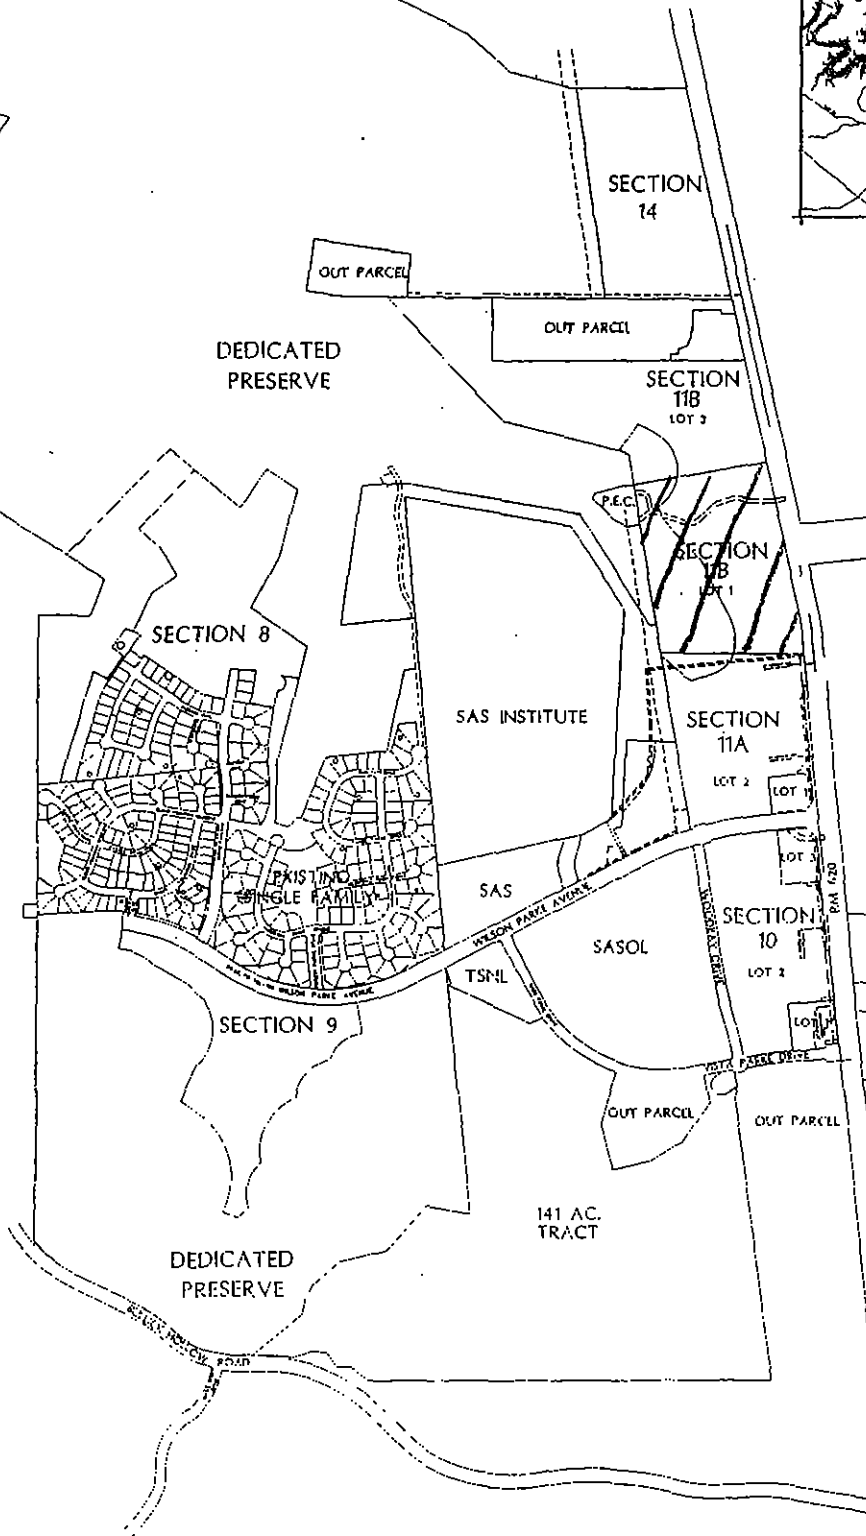 SECTION
14
OUT PARCEL
OUT PARCEL
DEDICATED
PRESERVE
SECTION
11B
LOT 3
P.E.C.
SECTION
11B
LOT 1
SECTION 8
SAS INSTITUTE
SECTION
11A
LOT 2
LOT 1
LOT 3
RM 620
EXISTING
SINGLE FAMILY
SAS
WILSON PARKE AVENUE
SECTION
10
LOT 2
SASOL
TSNL
WILSON PARKE AVENUE
SECTION 9
LOT 1
VISTA PARKE DRIVE
OUT PARCEL
OUT PARCEL
141 AC.
TRACT
DEDICATED
PRESERVE
HOLLOW ROAD